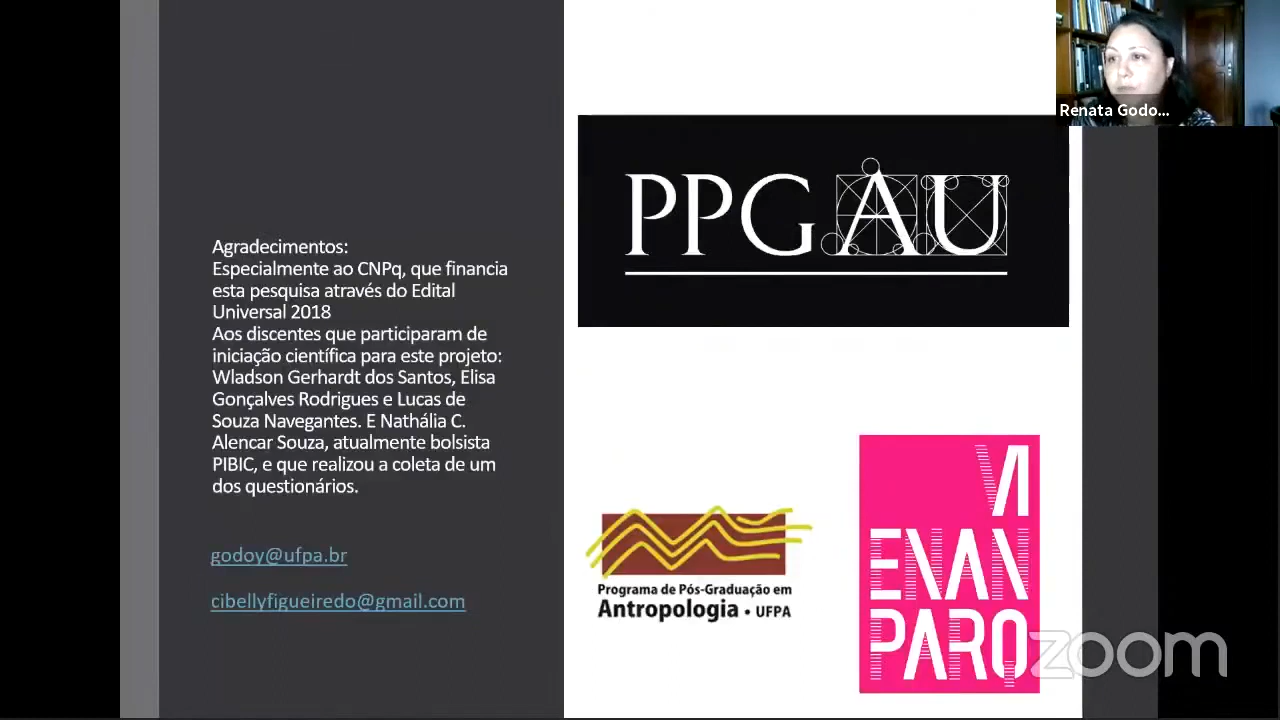 Agradecimentos:
Especialmente ao CNPq, que financia
esta pesquisa através do Edital
Universal 2018
Aos discentes que participaram de
iniciação científica para este projeto:
Wladson Gerhardt dos Santos, Elisa
Gonçalves Rodrigues e Lucas de
Souza Navegantes. E Nathália C.
Alencar Souza, atualmente bolsista
PIBIC, e que realizou a coleta de um
dos questionários.
godoy@ufpa.br
cibellyfigueiredo@gmail.com
PPGAU
Programa de Pós-Graduação em
Antropologia • UFPA
VI
ENAN
PARQ
Renata Godo...
zoom